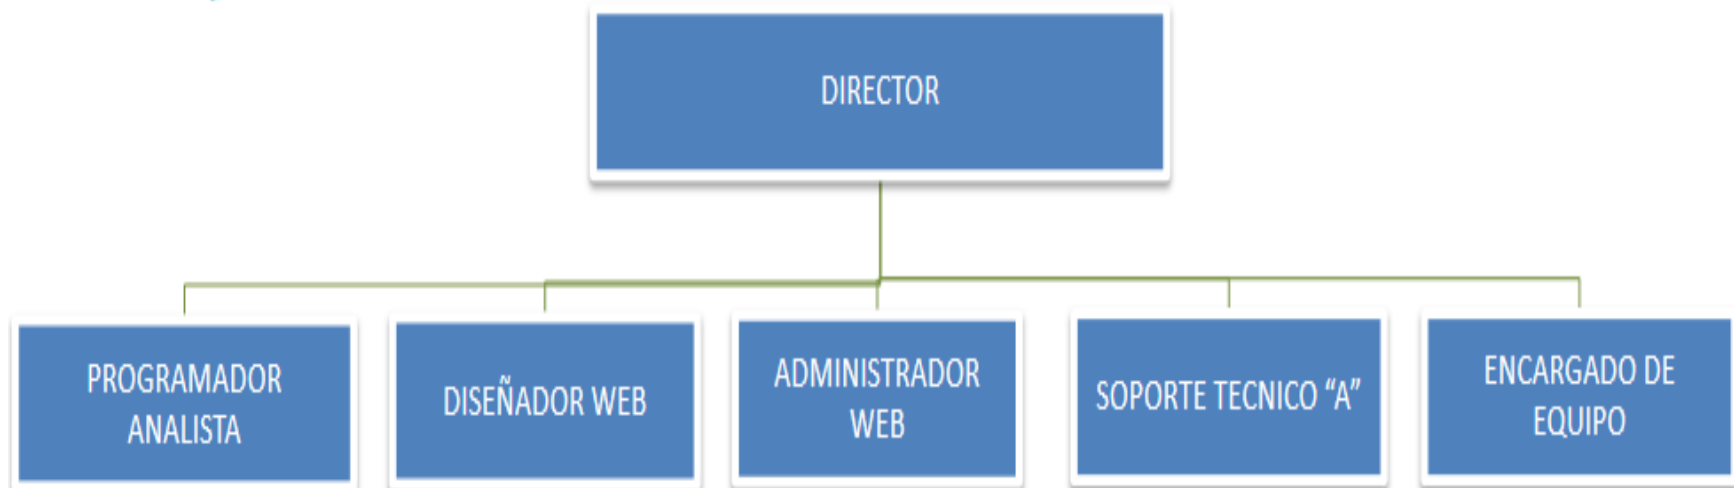 DIRECTOR
PROGRAMADOR
ANALISTA
DISEÑADOR WEB
ADMINISTRADOR
WEB
SOPORTE TECNICO “A”
ENCARGADO DE
EQUIPO